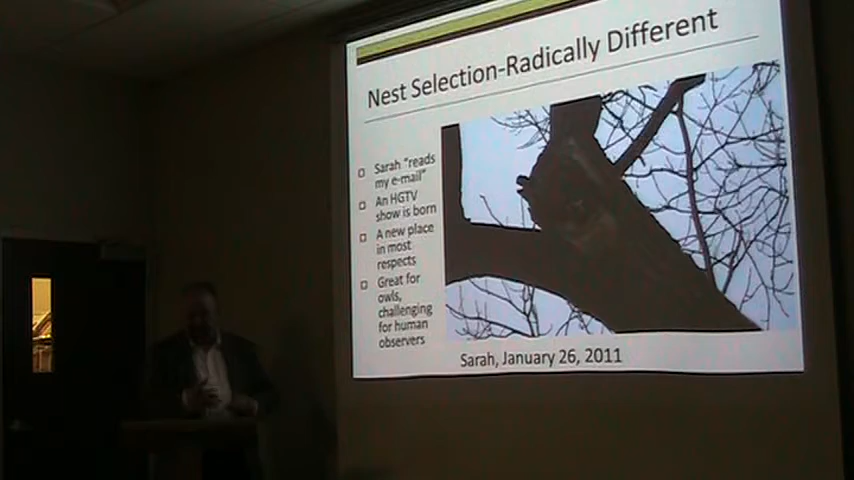 Nest Selection-Radically Different
Sarah "reads
my e-mail"
An HGTV
show is born
A new place
in most
respects
Great for
owls,
challenging
for human
observers
Sarah, January 26, 2011